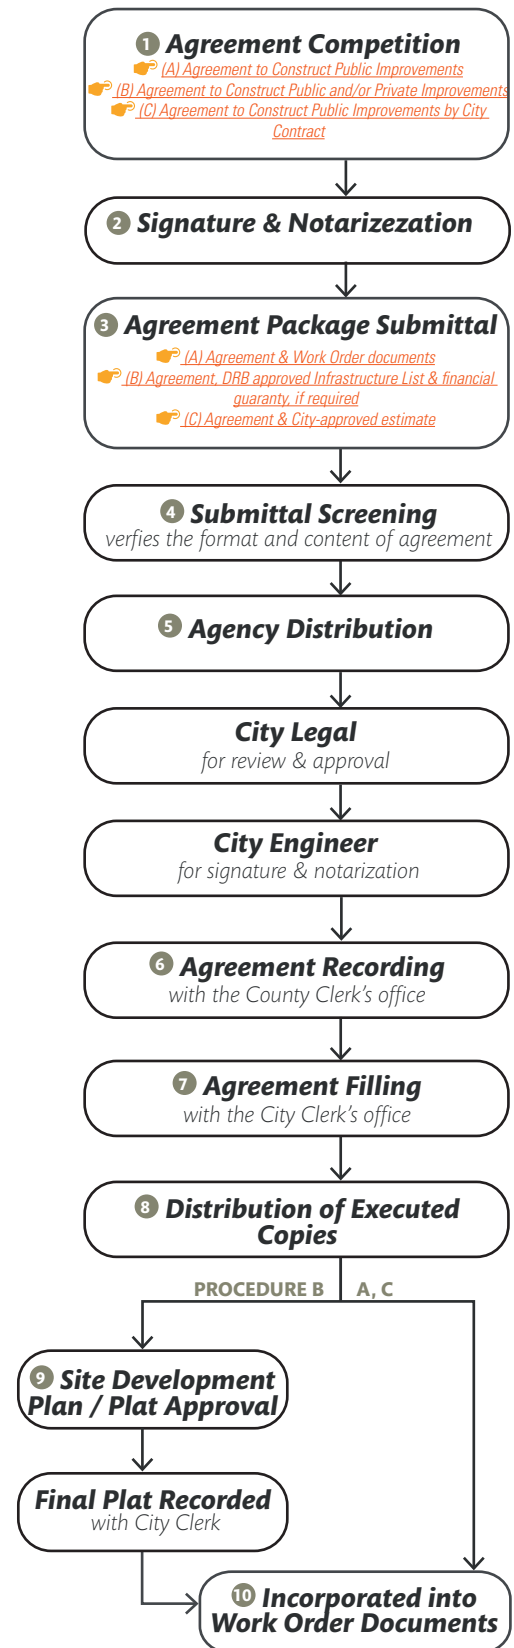 1 Agreement Competition
(A) Agreement to Construct Public Improvements
(B) Agreement to Construct Public and/or Private Improvements
(C) Agreement to Construct Public Improvements by City
Contract
2 Signature & Notarizezation
3 Agreement Package Submittal
(A) Agreement & Work Order documents
(B) Agreement, DRB approved Infrastructure List & financial
guaranty, if required
(C) Agreement & City-approved estimate
4 Submittal Screening
verfies the format and content of agreement
5 Agency Distribution
City Legal
for review & approval
City Engineer
for signature & notarization
6 Agreement Recording
with the County Clerk's office
7 Agreement Filling
with the City Clerk's office
8 Distribution of Executed
Copies
PROCEDURE B A, C
9 Site Development
Plan / Plat Approval
Final Plat Recorded
with City Clerk
10 Incorporated into
Work Order Documents